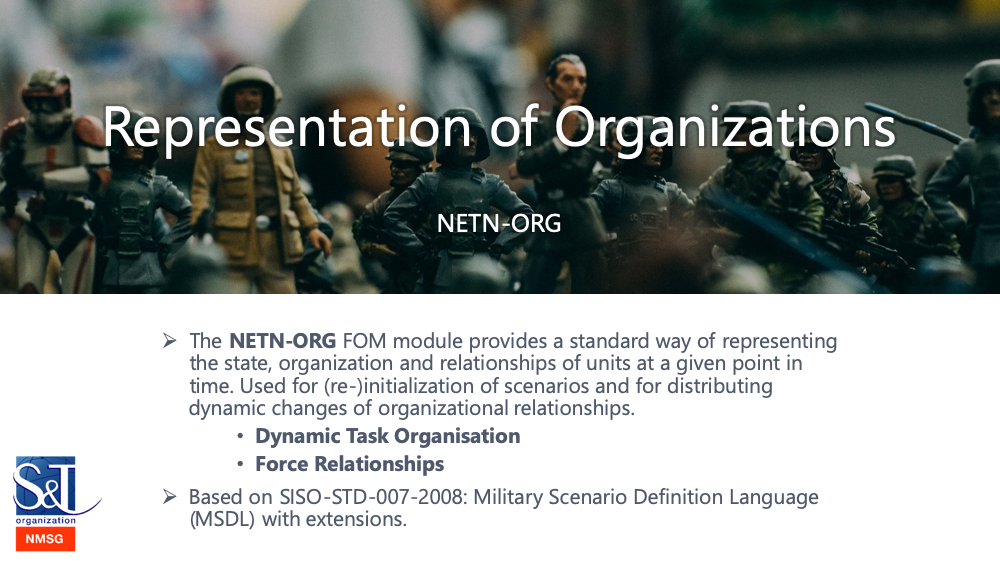 Representation of Organizations
NETN-ORG
➢ The NETN-ORG FOM module provides a standard way of representing
the state, organization and relationships of units at a given point in
time. Used for (re-)initialization of scenarios and for distributing
dynamic changes of organizational relationships.
• Dynamic Task Organisation
• Force Relationships
➢ Based on SISO-STD-007-2008: Military Scenario Definition Language
(MSDL) with extensions.
S&T
organization
NMSG